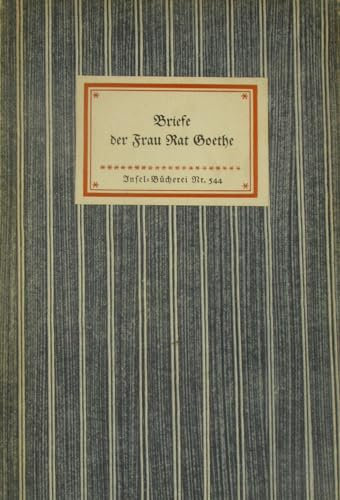 Briefe
der Frau Rat Goethe
Insel-Bücherei Nr. 544